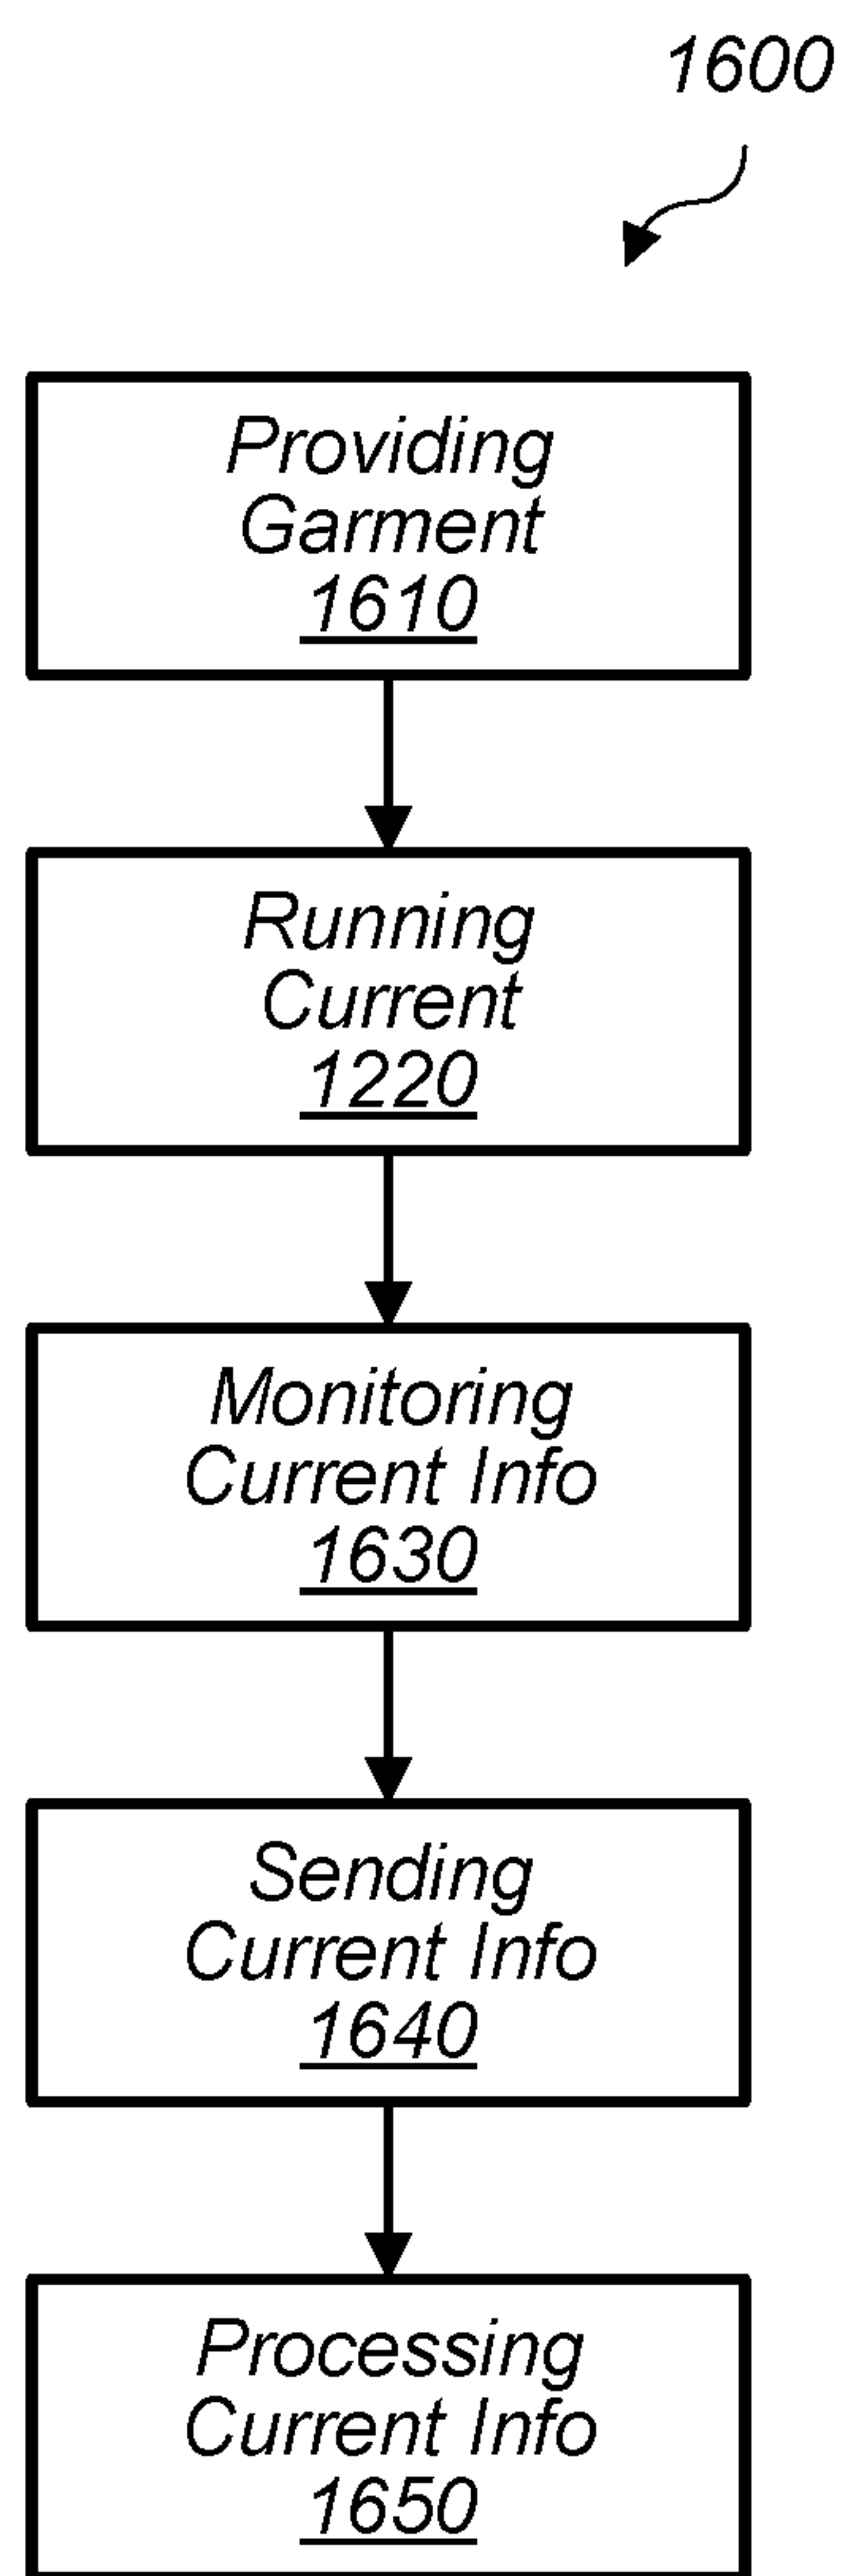 1600
Providing
Garment
1610
Running
Current
1220
Monitoring
Current Info
1630
Sending
Current Info
1640
Processing
Current Info
1650